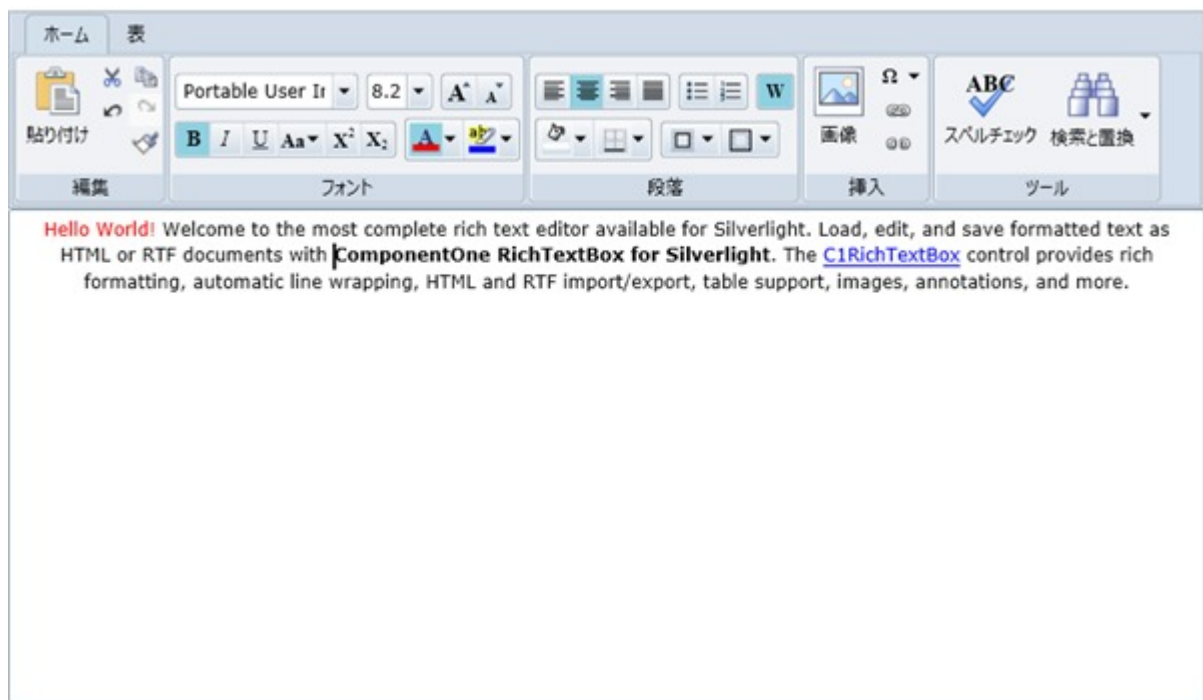 ホーム 表
Portable User Ir 8.2 A A W Ω ABC
貼り付け B I U Aa X² X₂ A ab 画像 スペルチェック 検索と置換
編集 フォント 段落 挿入 ツール
Hello World! Welcome to the most complete rich text editor available for Silverlight. Load, edit, and save formatted text as
HTML or RTF documents with ComponentOne RichTextBox for Silverlight. The C1RichTextBox control provides rich
formatting, automatic line wrapping, HTML and RTF import/export, table support, images, annotations, and more.